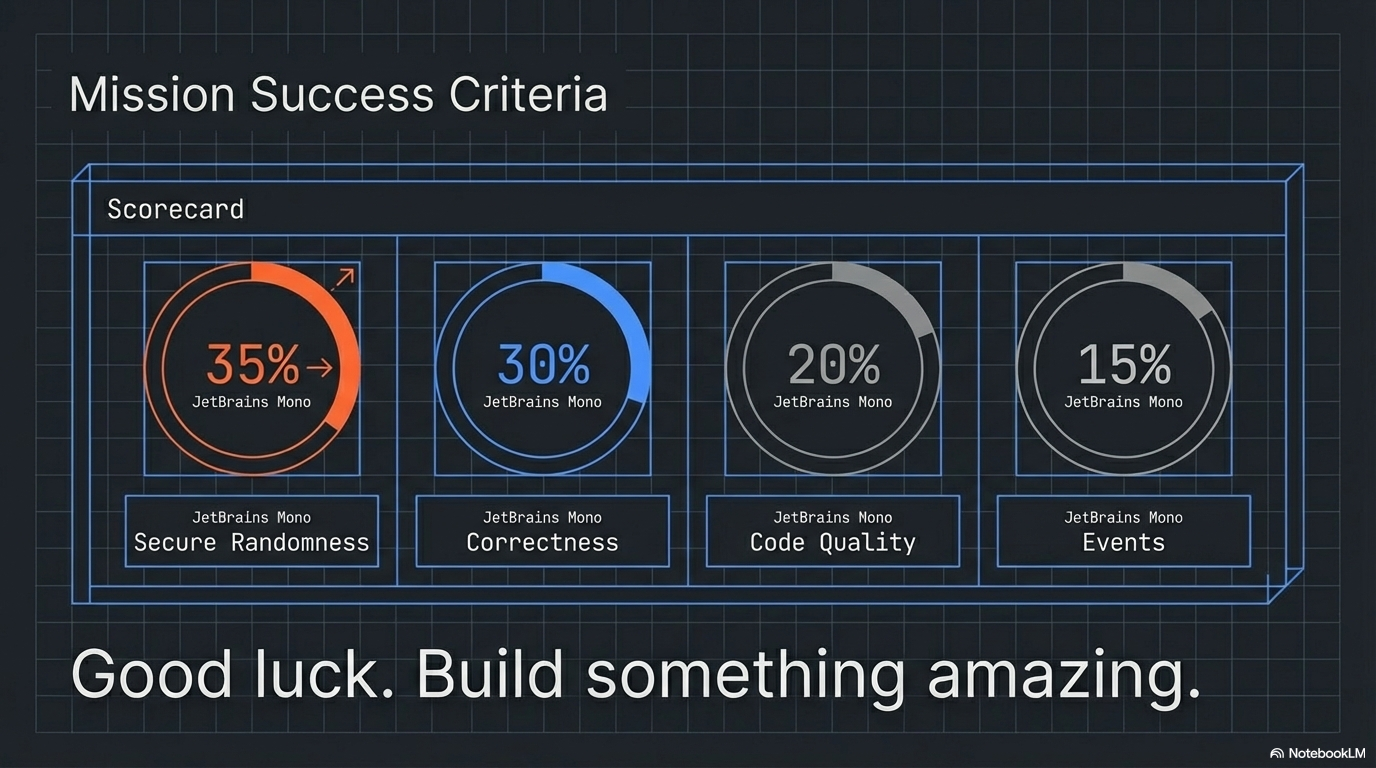 Mission Success Criteria
Scorecard
35%
JetBrains Mono
JetBrains Mono
Secure Randomness
30%
JetBrains Mono
JetBrains Mono
Correctness
20%
JetBrains Mono
JetBrains Mono
Code Quality
15%
JetBrains Mono
JetBrains Mono
Events
Good luck. Build something amazing.
NotebookLM